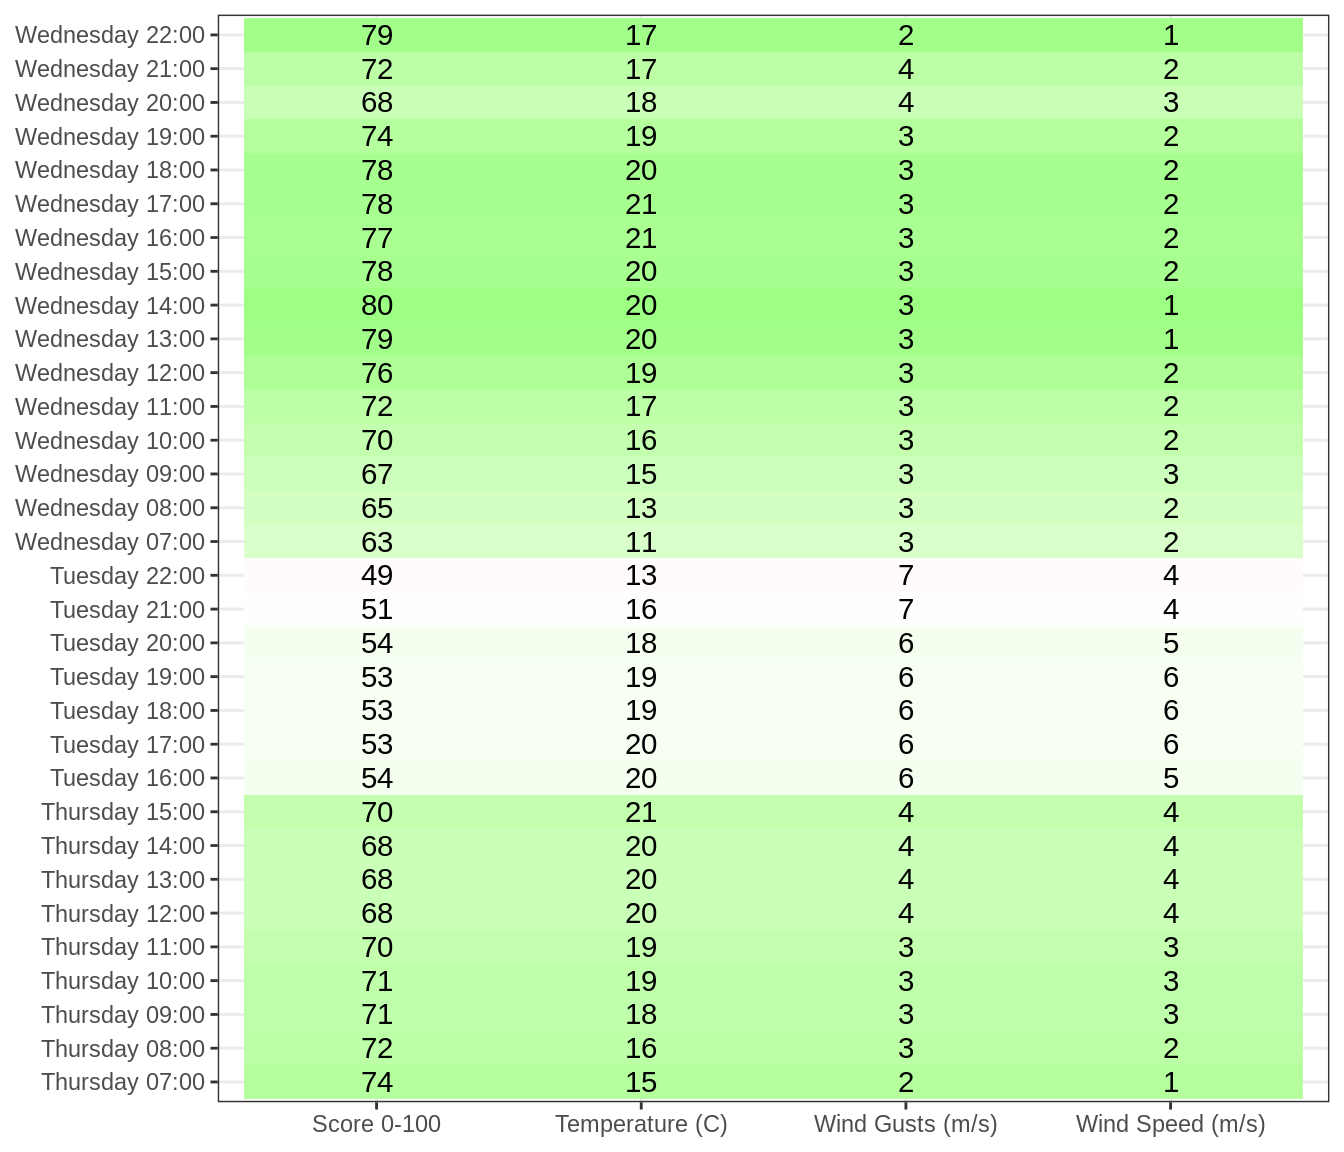 Wednesday 22:00 79 17 2 1
Wednesday 21:00 72 17 4 2
Wednesday 20:00 68 18 4 3
Wednesday 19:00 74 19 3 2
Wednesday 18:00 78 20 3 2
Wednesday 17:00 78 21 3 2
Wednesday 16:00 77 21 3 2
Wednesday 15:00 78 20 3 2
Wednesday 14:00 80 20 3 1
Wednesday 13:00 79 20 3 1
Wednesday 12:00 76 19 3 2
Wednesday 11:00 72 17 3 2
Wednesday 10:00 70 16 3 2
Wednesday 09:00 67 15 3 3
Wednesday 08:00 65 13 3 2
Wednesday 07:00 63 11 3 2
Tuesday 22:00 49 13 7 4
Tuesday 21:00 51 16 7 4
Tuesday 20:00 54 18 6 5
Tuesday 19:00 53 19 6 6
Tuesday 18:00 53 19 6 6
Tuesday 17:00 53 20 6 6
Tuesday 16:00 54 20 6 5
Thursday 15:00 70 21 4 4
Thursday 14:00 68 20 4 4
Thursday 13:00 68 20 4 4
Thursday 12:00 68 20 4 4
Thursday 11:00 70 19 3 3
Thursday 10:00 71 19 3 3
Thursday 09:00 71 18 3 3
Thursday 08:00 72 16 3 2
Thursday 07:00 74 15 2 1
Score 0-100 Temperature (C) Wind Gusts (m/s) Wind Speed (m/s)